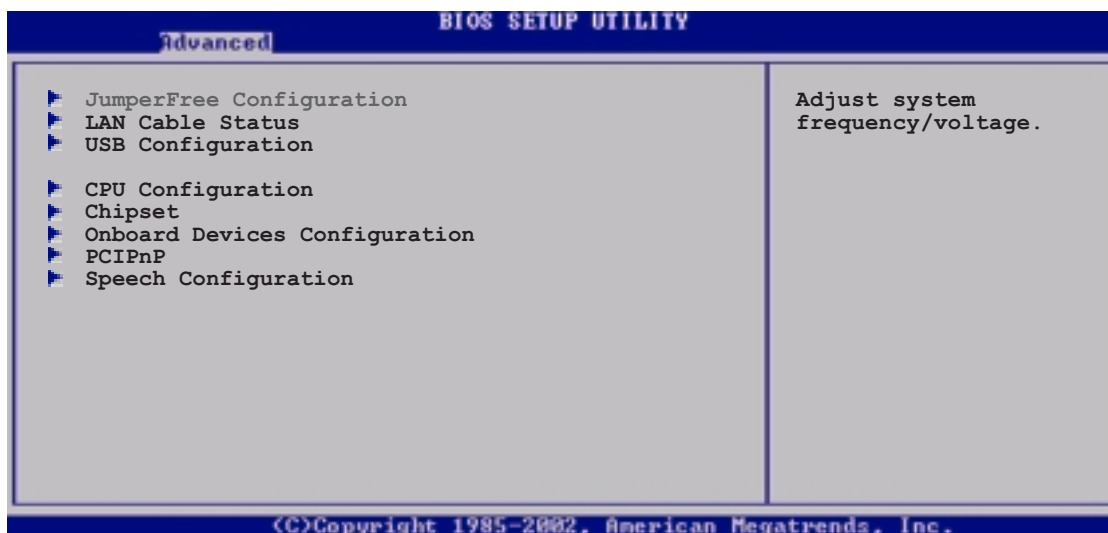 BIOS SETUP UTILITY
Advanced
JumperFree Configuration
LAN Cable Status
USB Configuration
CPU Configuration
Chipset
Onboard Devices Configuration
PCIPnP
Speech Configuration
Adjust system
frequency/voltage.
(C)Copyright 1985-2002, American Megatrends, Inc.